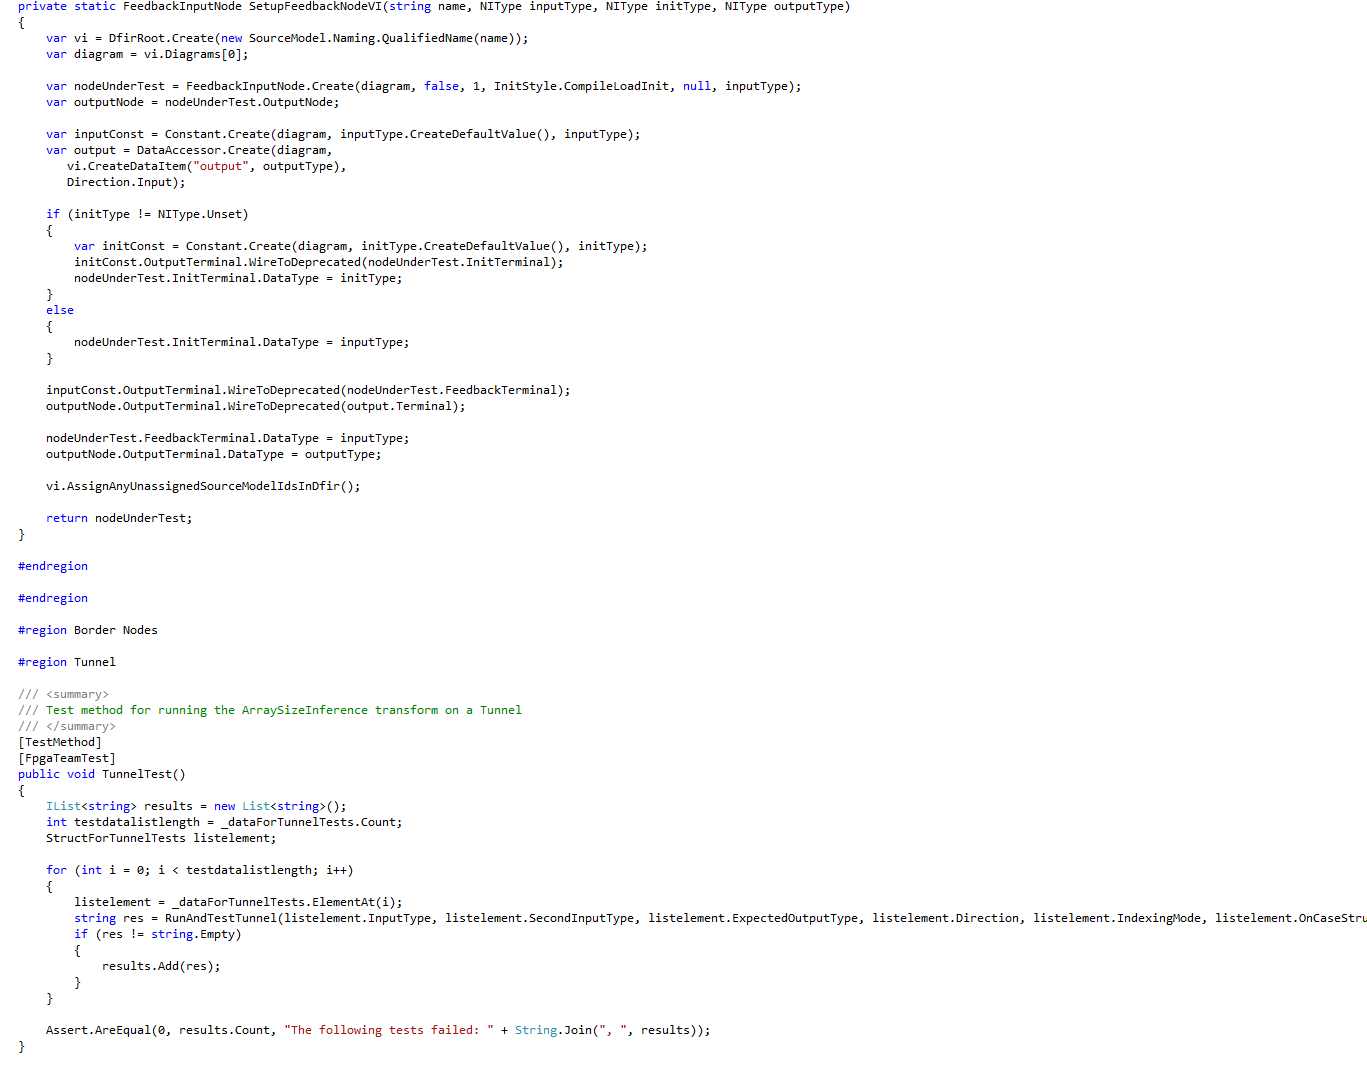 private static FeedbackInputNode SetupFeedbackNodeVI(string name, NIType inputType, NIType initType, NIType outputType)
{
var vi = DfirRoot.Create(new SourceModel.Naming.QualifiedName(name));
var diagram = vi.Diagrams[0];
var nodeUnderTest = FeedbackInputNode.Create(diagram, false, 1, InitStyle.CompileLoadInit, null, inputType);
var outputNode = nodeUnderTest.OutputNode;
var inputConst = Constant.Create(diagram, inputType.CreateDefaultValue(), inputType);
var output = DataAccessor.Create(diagram,
vi.CreateDataItem("output", outputType),
Direction.Input);
if (initType != NIType.Unset)
{
var initConst = Constant.Create(diagram, initType.CreateDefaultValue(), initType);
initConst.OutputTerminal.WireToDeprecated(nodeUnderTest.InitTerminal);
nodeUnderTest.InitTerminal.DataType = initType;
}
else
{
nodeUnderTest.InitTerminal.DataType = inputType;
}
inputConst.OutputTerminal.WireToDeprecated(nodeUnderTest.FeedbackTerminal);
outputNode.OutputTerminal.WireToDeprecated(output.Terminal);
nodeUnderTest.FeedbackTerminal.DataType = inputType;
outputNode.OutputTerminal.DataType = outputType;
vi.AssignAnyUnassignedSourceModelIdsInDfir();
return nodeUnderTest;
}
#endregion
#endregion
#region Border Nodes
#region Tunnel
/// <summary>
/// Test method for running the ArraySizeInference transform on a Tunnel
/// </summary>
[TestMethod]
[FpgaTeamTest]
public void TunnelTest()
{
IList<string> results = new List<string>();
int testdatalistlength = _dataForTunnelTests.Count;
StructForTunnelTests listelement;
for (int i = 0; i < testdatalistlength; i++)
{
listelement = _dataForTunnelTests.ElementAt(i);
string res = RunAndTestTunnel(listelement.InputType, listelement.SecondInputType, listelement.ExpectedOutputType, listelement.Direction, listelement.IndexingMode, listelement.OnCaseStru
if (res != string.Empty)
{
results.Add(res);
}
}
Assert.AreEqual(0, results.Count, "The following tests failed: " + String.Join(", ", results));
}